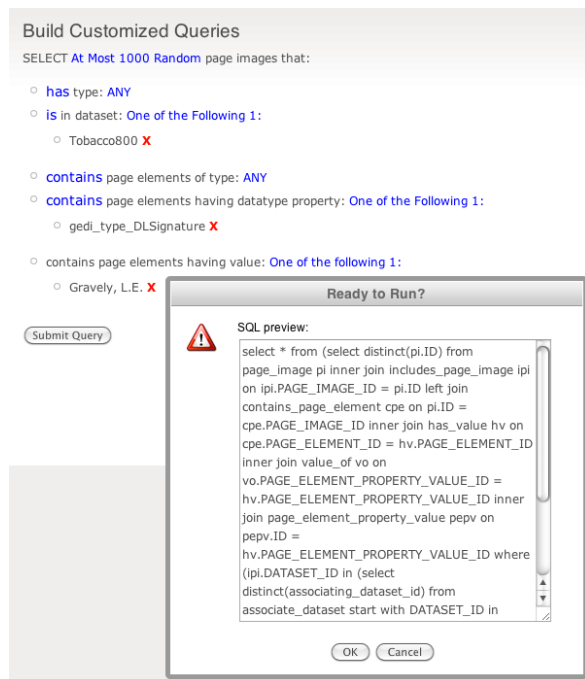 Build Customized Queries
SELECT At Most 1000 Random page images that:
has type: ANY
is in dataset: One of the Following 1:
Tobacco800 X
contains page elements of type: ANY
contains page elements having datatype property: One of the Following 1:
gedi_type_DLSignature X
contains page elements having value: One of the following 1:
Gravely, L.E. X
Submit Query
Ready to Run?
SQL preview:
select * from (select distinct(pi.ID) from
page_image pi inner join includes_page_image ipi
on ipi.PAGE_IMAGE_ID = pi.ID left join
contains_page_element cpe on pi.ID =
cpe.PAGE_IMAGE_ID inner join has_value hv on
cpe.PAGE_ELEMENT_ID = hv.PAGE_ELEMENT_ID
inner join value_of vo on
vo.PAGE_ELEMENT_PROPERTY_VALUE_ID =
hv.PAGE_ELEMENT_PROPERTY_VALUE_ID inner
join page_element_property_value pepv on
pepv.ID =
hv.PAGE_ELEMENT_PROPERTY_VALUE_ID where
(ipi.DATASET_ID in (select
distinct(associating_dataset_id) from
associate_dataset start with DATASET_ID in
OK Cancel